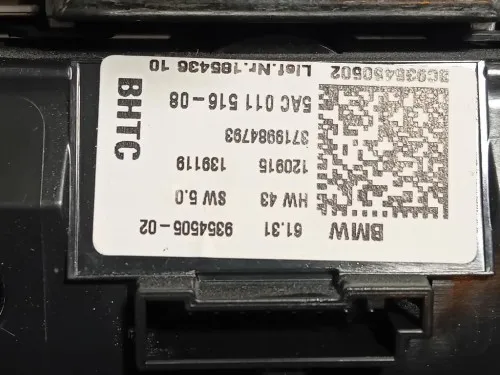 BMW 61.31 9354505-02
HW 43 SW 5.0
120915 139119
3719984793
5AC 011 516-08
Lief.Nr.185436 10
BHTC